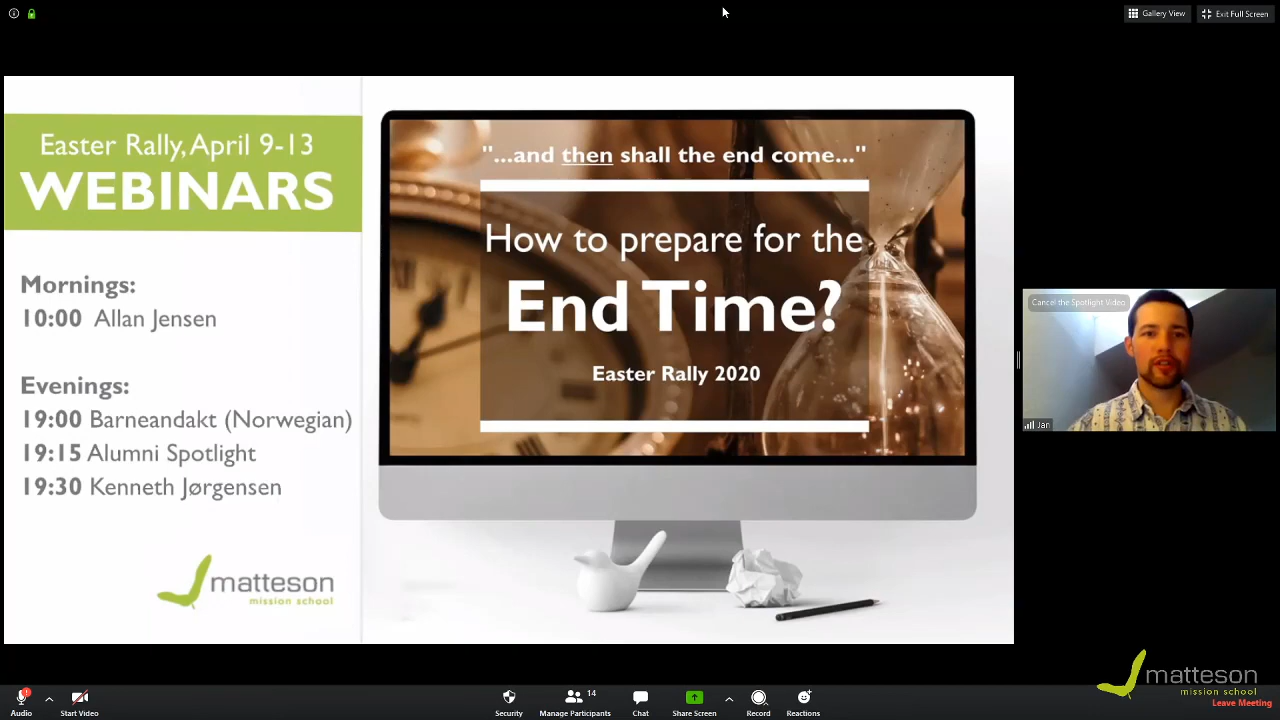 Gallery View
Exit Full Screen
Easter Rally, April 9-13
WEBINARS
Mornings:
10:00 Allan Jensen
Evenings:
19:00 Barneandakt (Norwegian)
19:15 Alumni Spotlight
19:30 Kenneth Jørgensen
matteson
mission school
"...and then shall the end come..."
How to prepare for the
End Time?
Easter Rally 2020
Cancel the Spotlight Video
Jan
matteson
mission school
Audio
Start Video
Security
14
Manage Participants
Chat
Share Screen
Record
Reactions
Leave Meeting